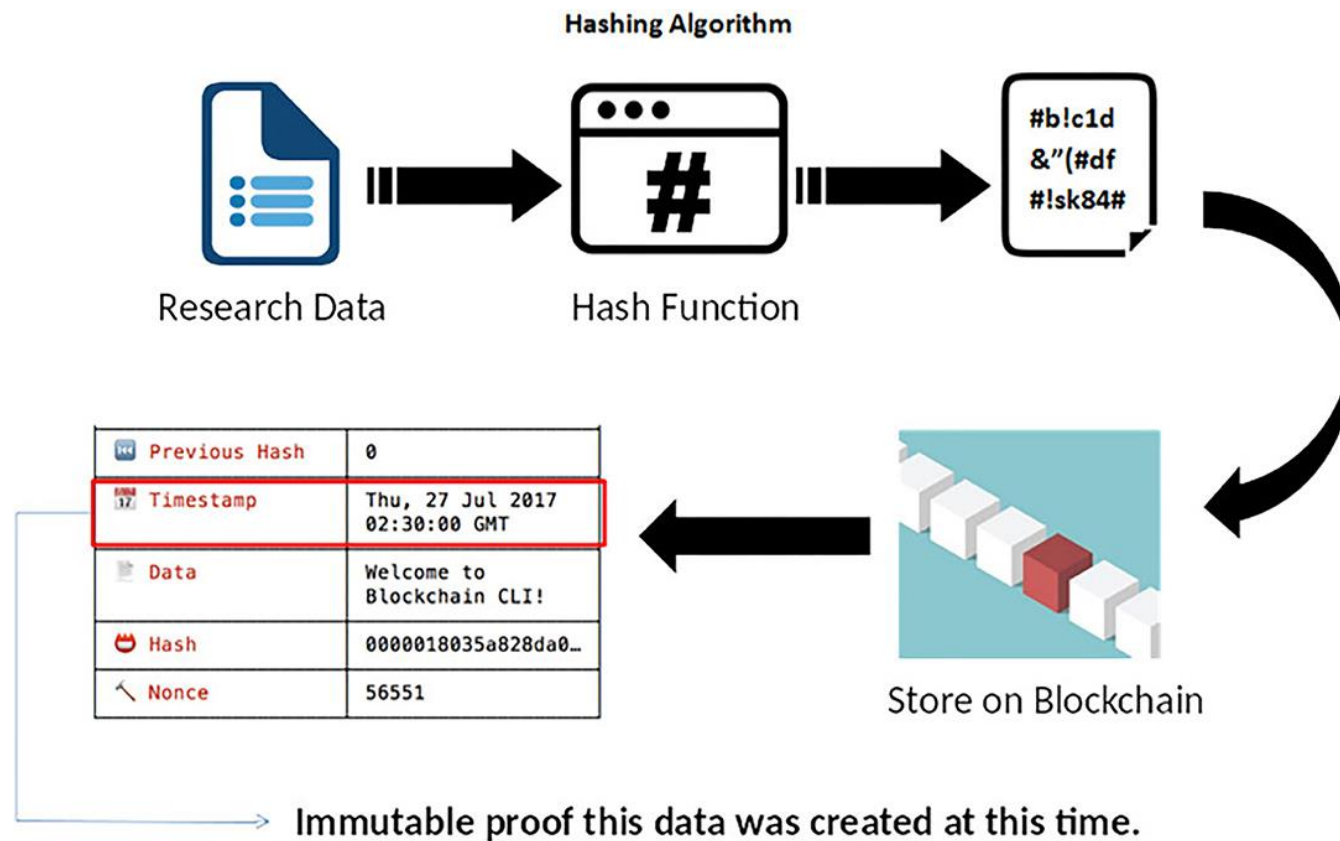 Hashing Algorithm
#b!c1d
&”(#df
#!sk84#
#
Research Data
Hash Function
Previous Hash 0
17 Timestamp Thu, 27 Jul 2017
02:30:00 GMT
Data Welcome to
Blockchain CLI!
Hash 0000018035a828da0…
Nonce 56551
Store on Blockchain
Immutable proof this data was created at this time.